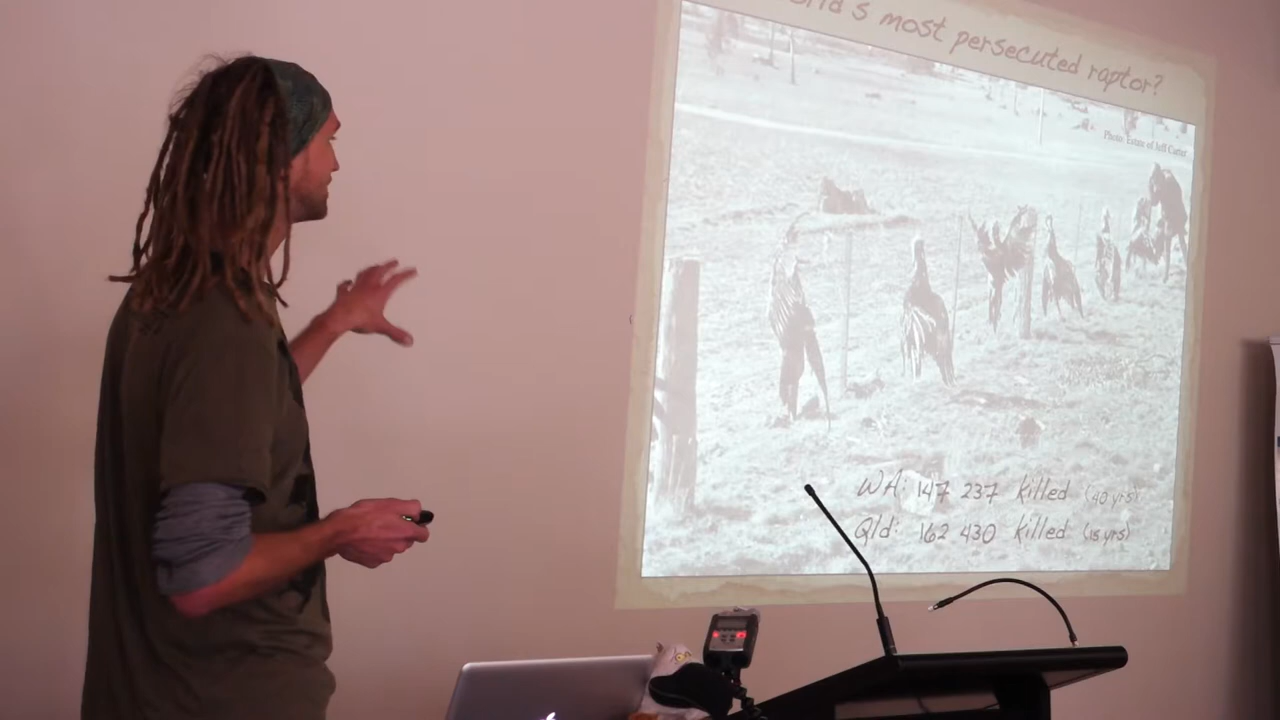 most persecuted raptor?
Photo: Estate of Jeff Carter
WA: 147 237 killed (40 yrs)
Qld: 162 430 killed (15 yrs)